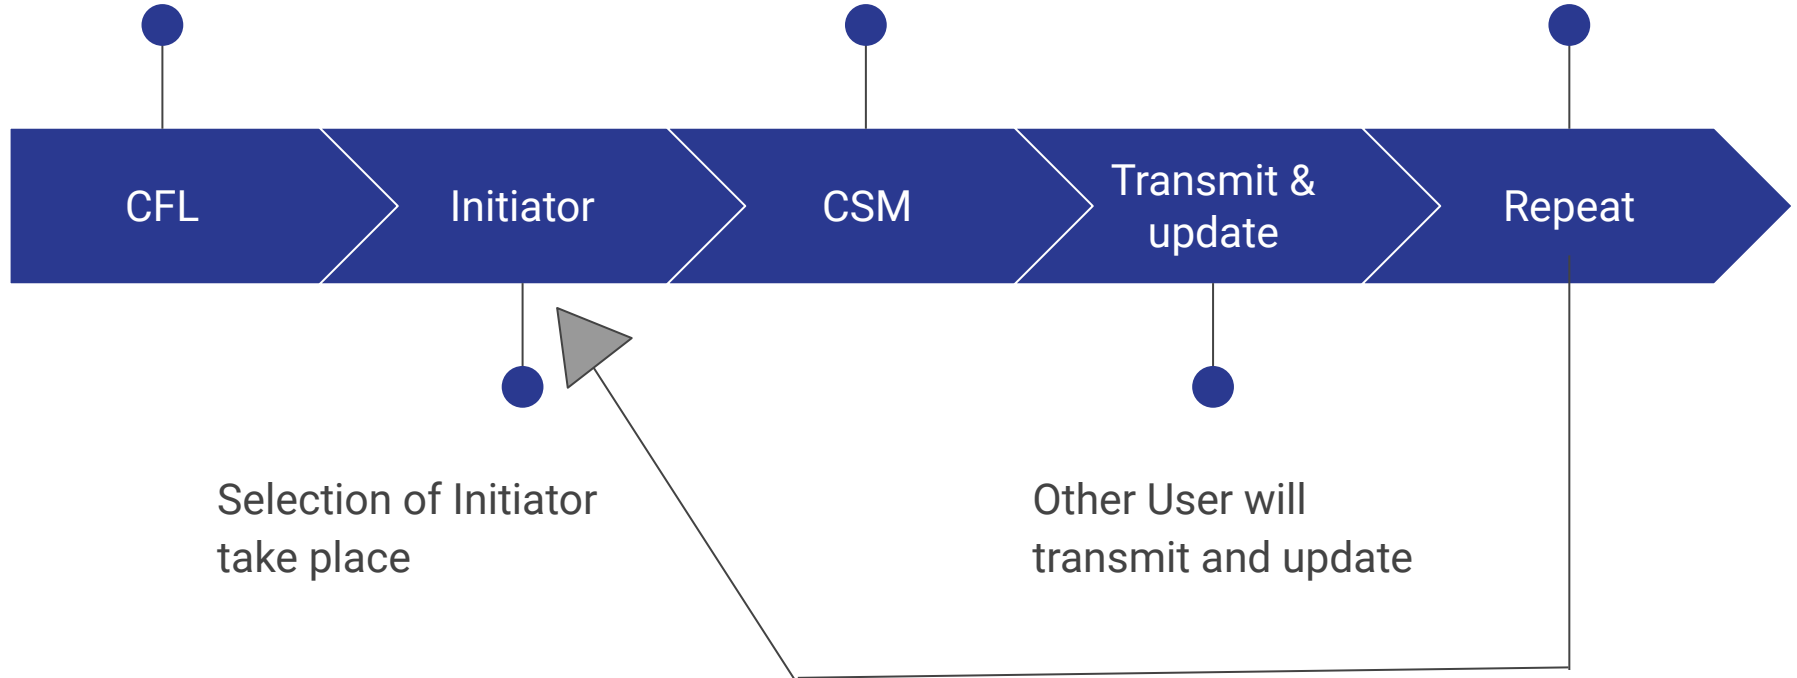 CFL
Initiator
CSM
Transmit &
update
Repeat
Selection of Initiator
take place
Other User will
transmit and update